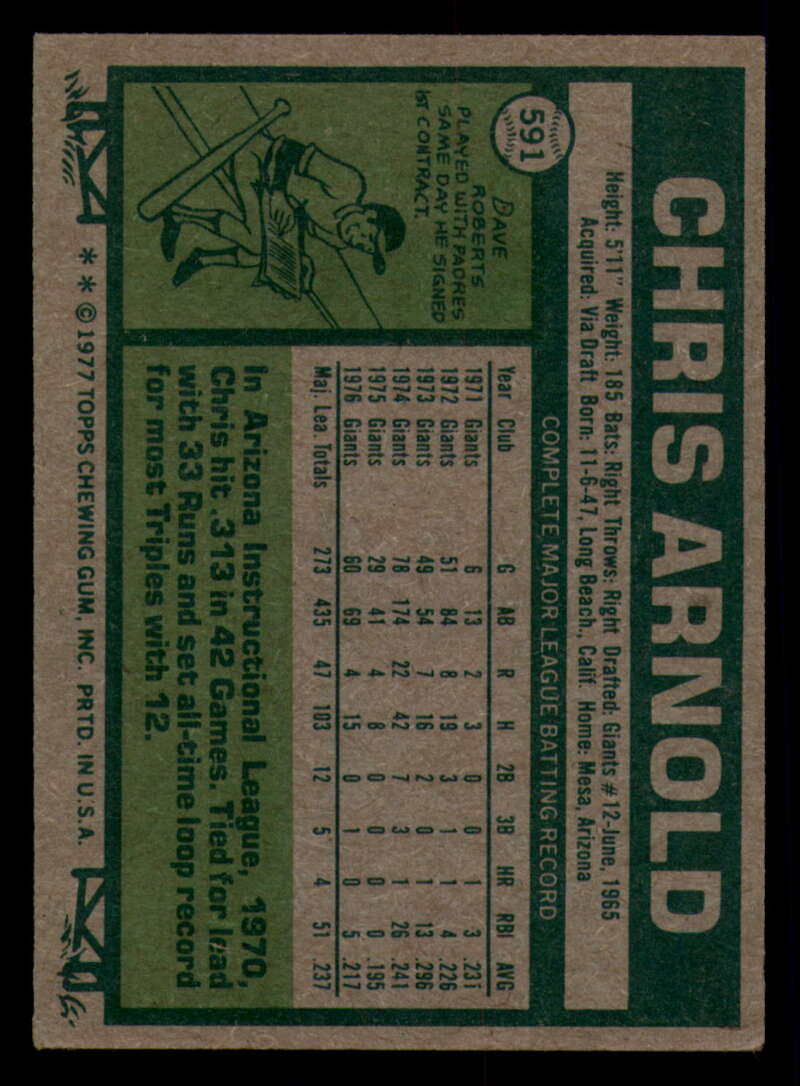 CHRIS ARNOLD
591
Height: 5'11" Weight: 185 Bats: Right Throws: Right Drafted: Giants #12-June, 1965
Acquired: Via Draft Born: 11-6-47, Long Beach., Calif. Home: Mesa, Arizona
COMPLETE MAJOR LEAGUE BATTING RECORD
Year Club G AB R H 2B 3B HR RBI AVG
1971 Giants 6 13 2 3 0 0 1 3 .231
1972 Giants 51 84 8 19 3 1 1 4 .226
1973 Giants 49 54 7 16 2 0 1 13 .296
1974 Giants 78 174 22 42 7 3 1 26 .241
1975 Giants 29 41 4 8 0 0 0 0 .195
1976 Giants 60 69 4 15 0 1 0 5 .217
Maj. Lea. Totals 273 435 47 103 12 5 4 51 .237
DAVE
ROBERTS
PLAYED WITH PADRES
SAME DAY HE SIGNED
1ST CONTRACT.
In Arizona Instructional League, 1970,
Chris hit .313 in 42 Games. Tied for lead
with 33 Runs and set all-time loop record
for most Triples with 12.
* * © 1977 TOPPS CHEWING GUM, INC. PRTD. IN U.S.A.